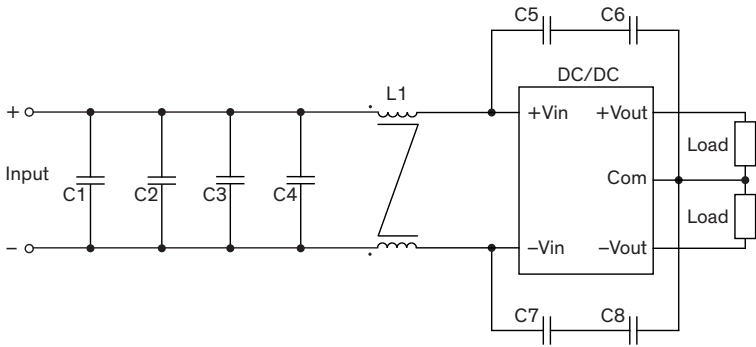 C5 C6
DC/DC
L1
+ +Vin +Vout
Load
Input C1 C2 C3 C4 Com
Load
– –Vin –Vout
C7 C8